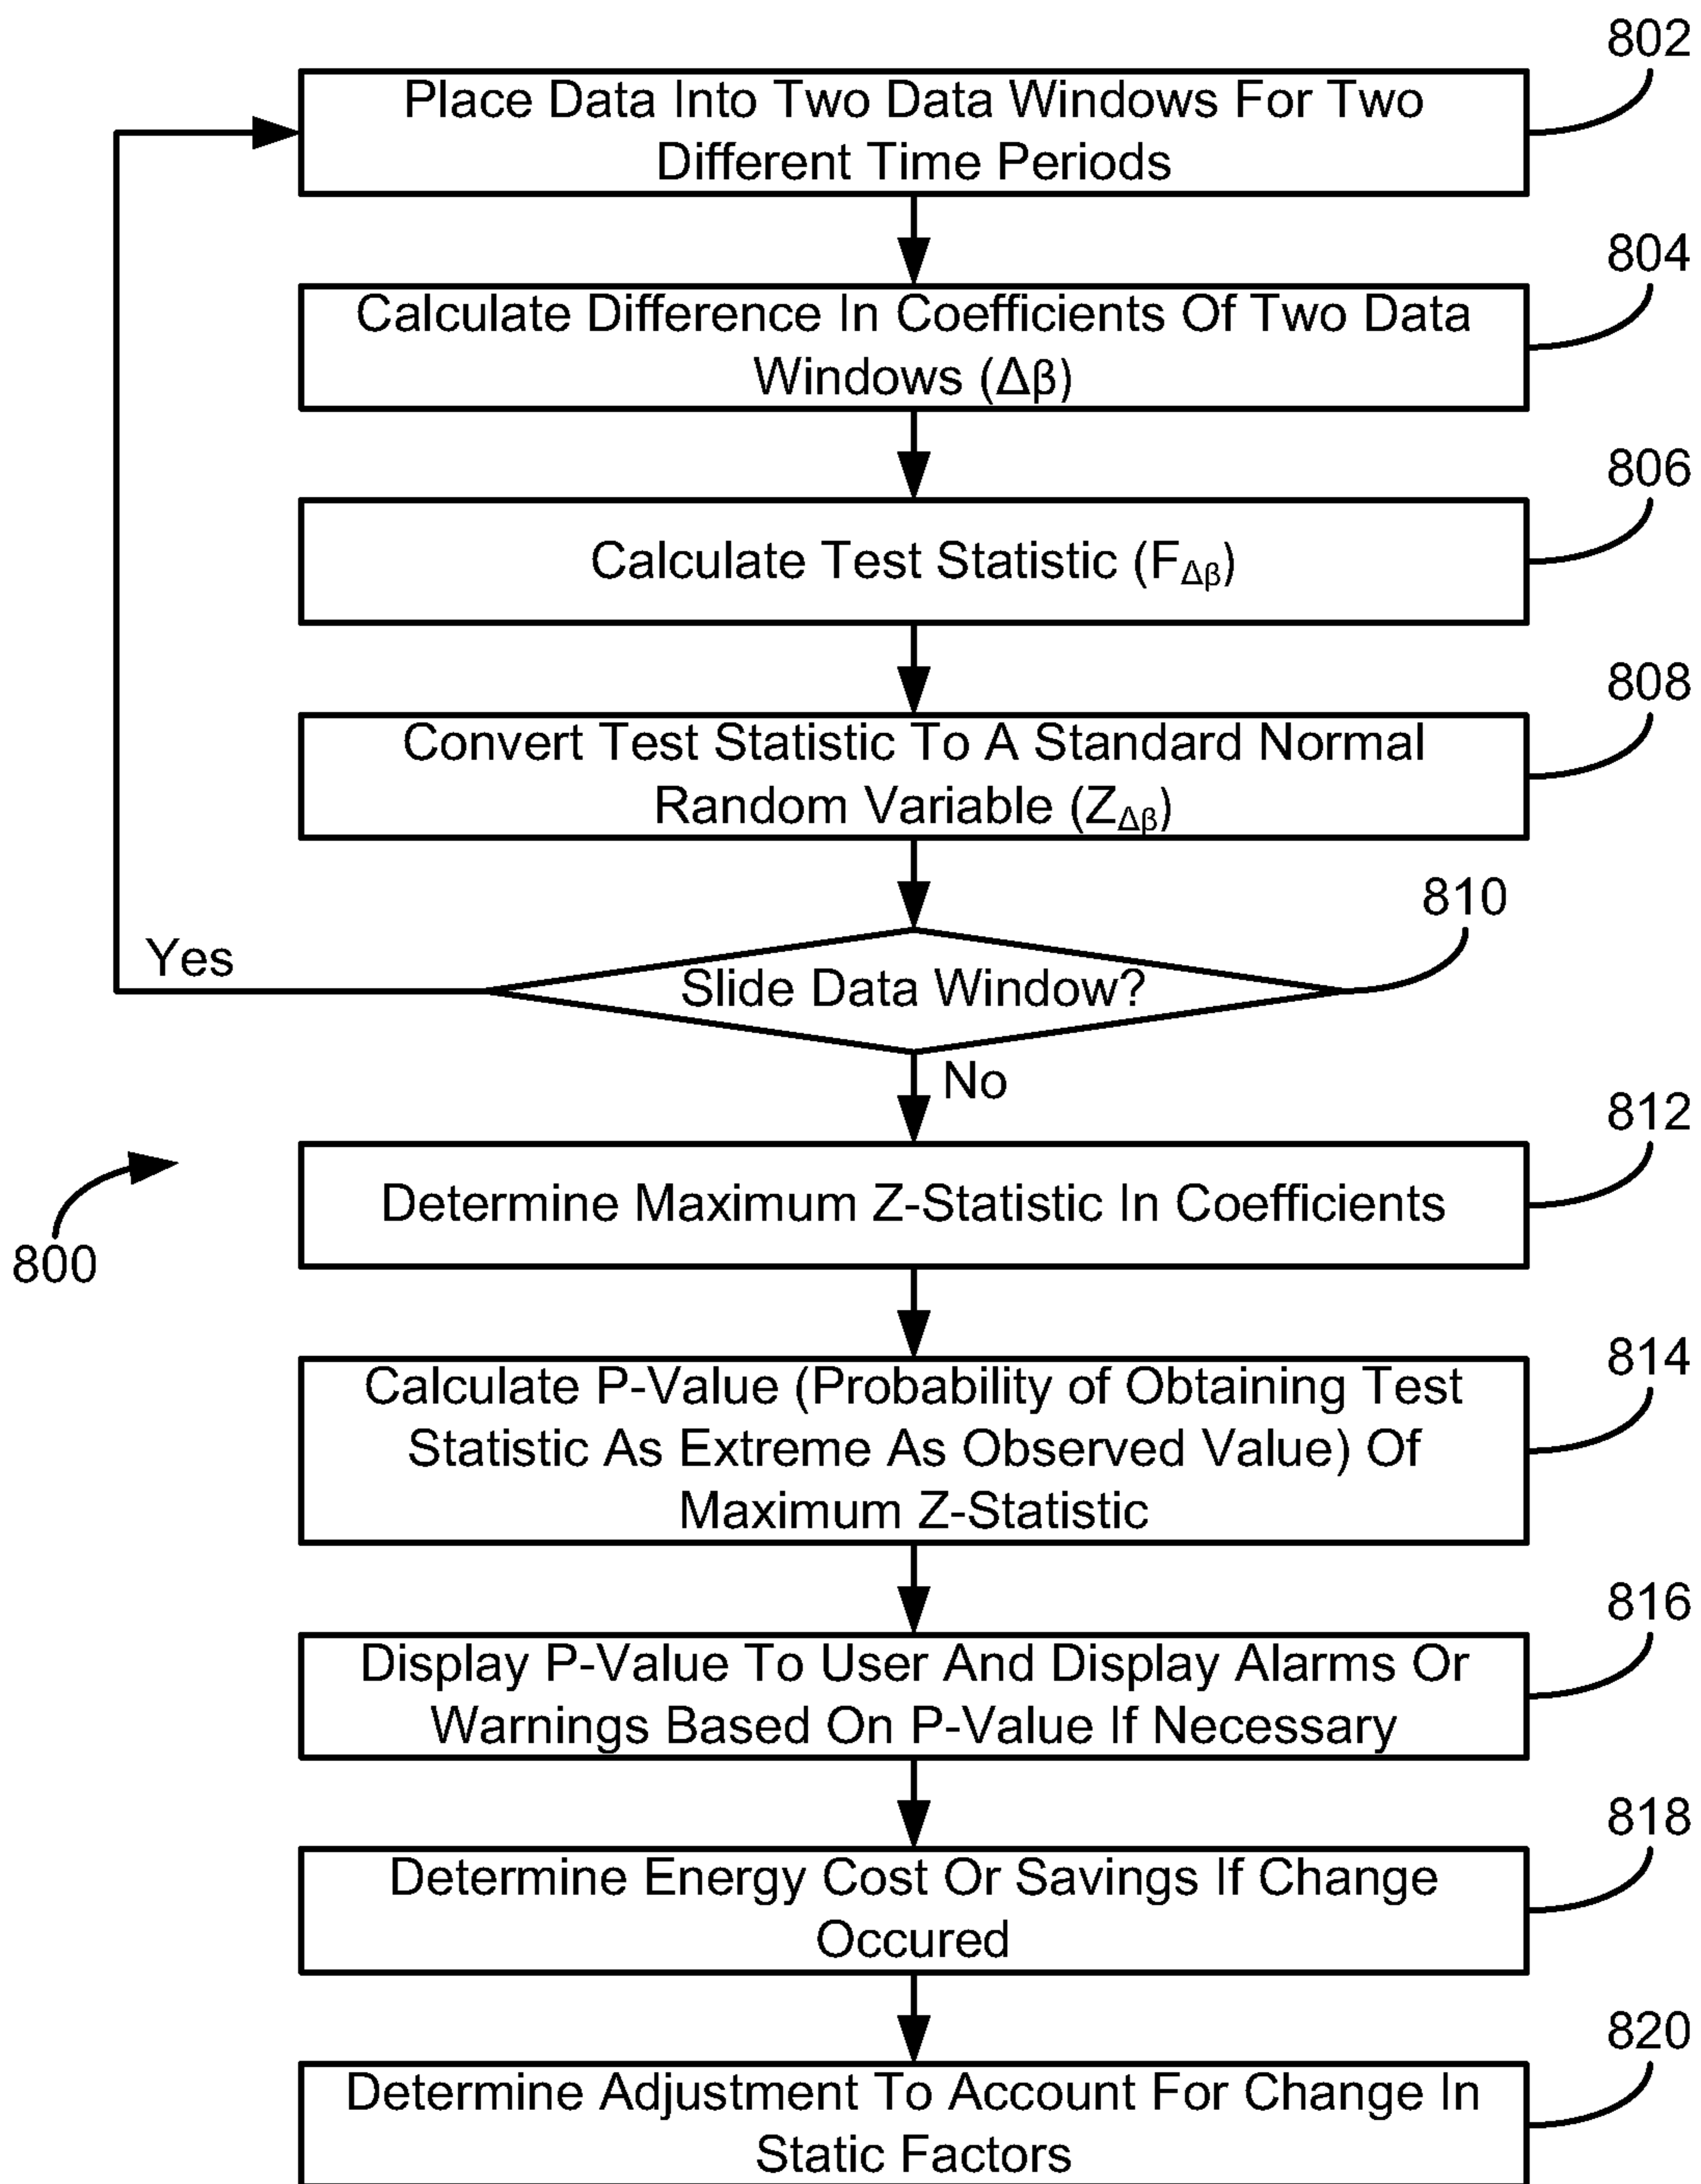 802
Place Data Into Two Data Windows For Two
Different Time Periods
804
Calculate Difference In Coefficients Of Two Data
Windows (Δβ)
806
Calculate Test Statistic (FΔβ)
808
Convert Test Statistic To A Standard Normal
Random Variable (ZΔβ)
810
Yes
Slide Data Window?
No
812
Determine Maximum Z-Statistic In Coefficients
800
814
Calculate P-Value (Probability of Obtaining Test
Statistic As Extreme As Observed Value) Of
Maximum Z-Statistic
816
Display P-Value To User And Display Alarms Or
Warnings Based On P-Value If Necessary
818
Determine Energy Cost Or Savings If Change
Occured
820
Determine Adjustment To Account For Change In
Static Factors